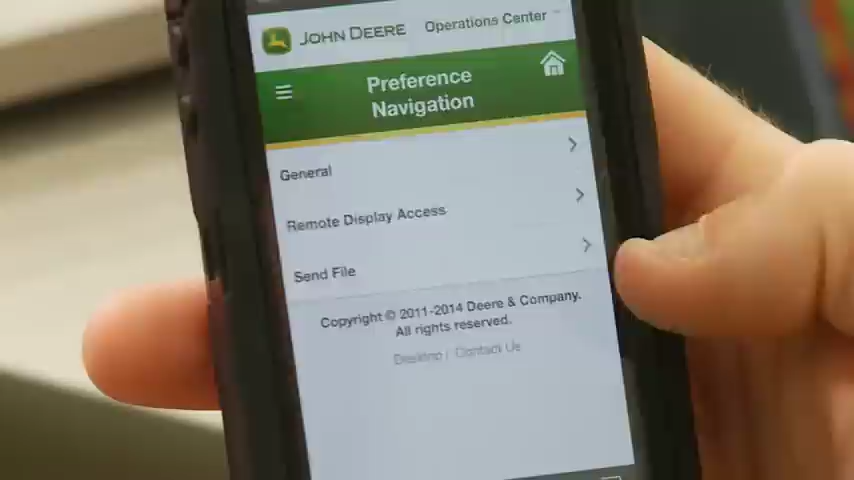 JOHN DEERE Operations Center
Preference
Navigation
General
Remote Display Access
Send File
Copyright © 2011-2014 Deere & Company.
All rights reserved.
Desktop | Contact Us